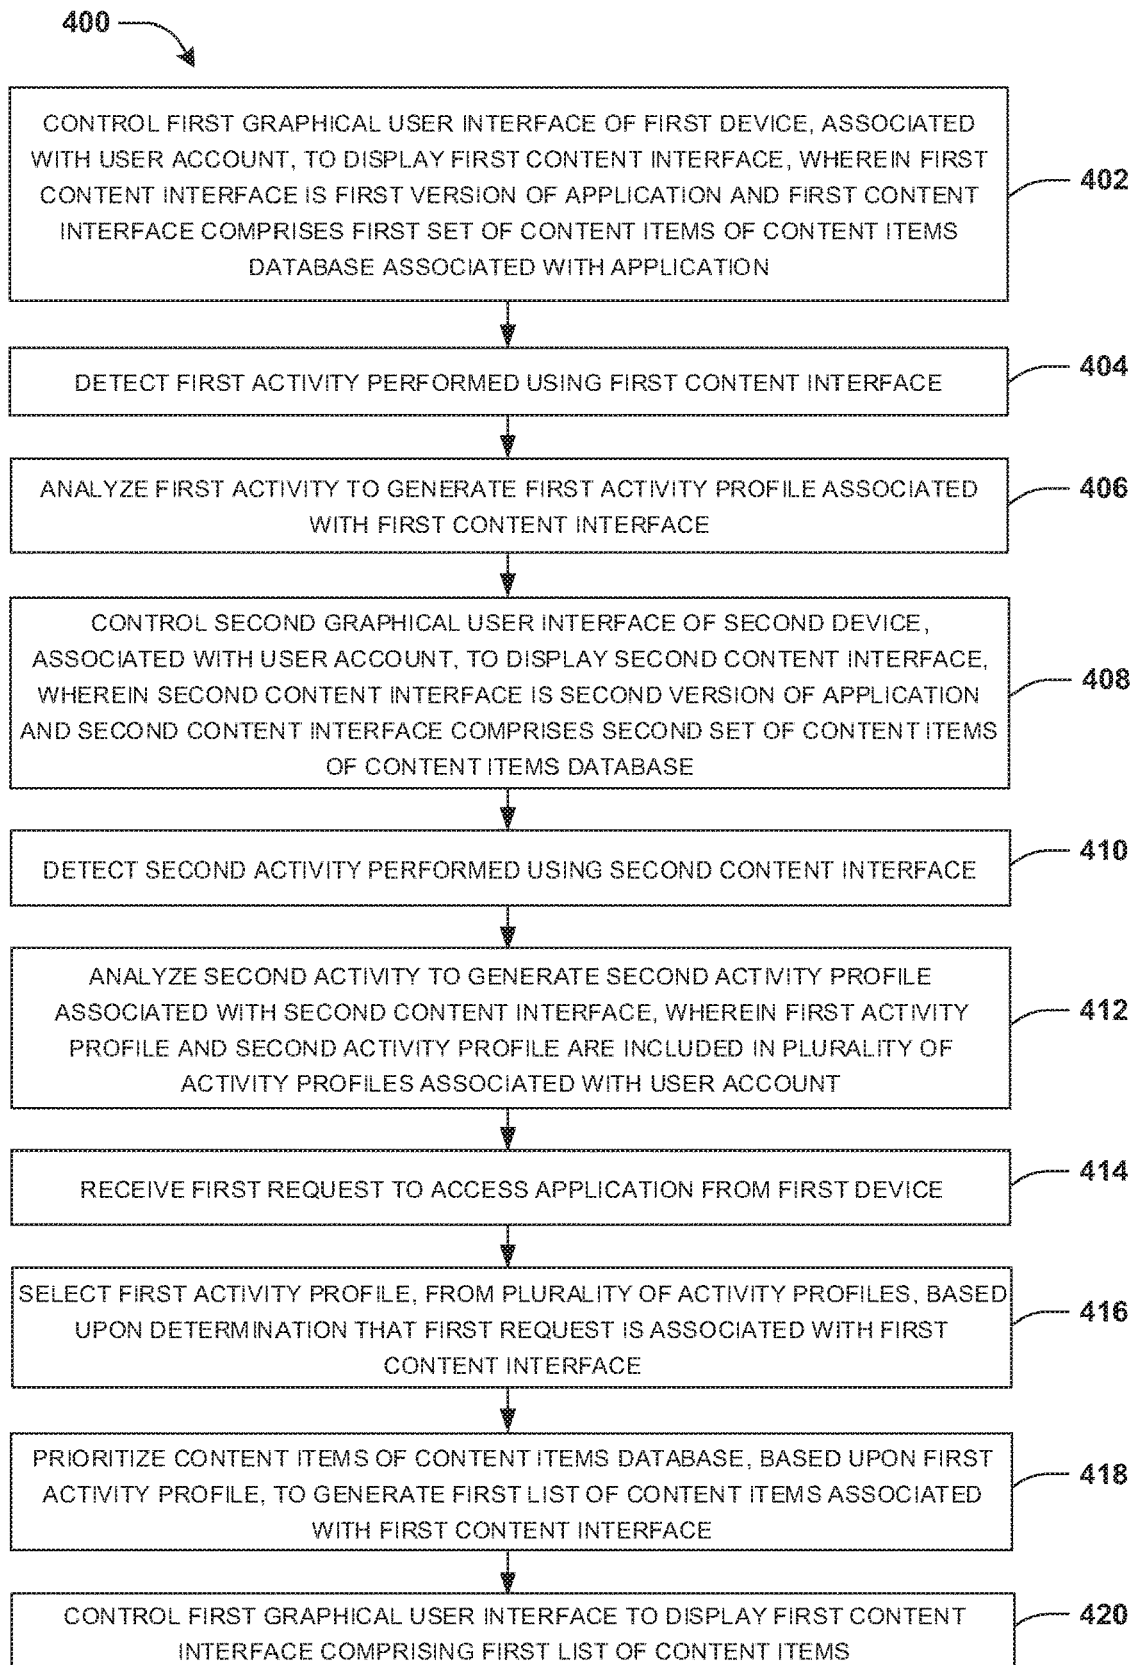 400
CONTROL FIRST GRAPHICAL USER INTERFACE OF FIRST DEVICE, ASSOCIATED
WITH USER ACCOUNT, TO DISPLAY FIRST CONTENT INTERFACE, WHEREIN FIRST
CONTENT INTERFACE IS FIRST VERSION OF APPLICATION AND FIRST CONTENT
INTERFACE COMPRISES FIRST SET OF CONTENT ITEMS OF CONTENT ITEMS
DATABASE ASSOCIATED WITH APPLICATION
402
DETECT FIRST ACTIVITY PERFORMED USING FIRST CONTENT INTERFACE
404
ANALYZE FIRST ACTIVITY TO GENERATE FIRST ACTIVITY PROFILE ASSOCIATED
WITH FIRST CONTENT INTERFACE
406
CONTROL SECOND GRAPHICAL USER INTERFACE OF SECOND DEVICE,
ASSOCIATED WITH USER ACCOUNT, TO DISPLAY SECOND CONTENT INTERFACE,
WHEREIN SECOND CONTENT INTERFACE IS SECOND VERSION OF APPLICATION
AND SECOND CONTENT INTERFACE COMPRISES SECOND SET OF CONTENT ITEMS
OF CONTENT ITEMS DATABASE
408
DETECT SECOND ACTIVITY PERFORMED USING SECOND CONTENT INTERFACE
410
ANALYZE SECOND ACTIVITY TO GENERATE SECOND ACTIVITY PROFILE
ASSOCIATED WITH SECOND CONTENT INTERFACE, WHEREIN FIRST ACTIVITY
PROFILE AND SECOND ACTIVITY PROFILE ARE INCLUDED IN PLURALITY OF
ACTIVITY PROFILES ASSOCIATED WITH USER ACCOUNT
412
RECEIVE FIRST REQUEST TO ACCESS APPLICATION FROM FIRST DEVICE
414
SELECT FIRST ACTIVITY PROFILE, FROM PLURALITY OF ACTIVITY PROFILES, BASED
UPON DETERMINATION THAT FIRST REQUEST IS ASSOCIATED WITH FIRST
CONTENT INTERFACE
416
PRIORITIZE CONTENT ITEMS OF CONTENT ITEMS DATABASE, BASED UPON FIRST
ACTIVITY PROFILE, TO GENERATE FIRST LIST OF CONTENT ITEMS ASSOCIATED
WITH FIRST CONTENT INTERFACE
418
CONTROL FIRST GRAPHICAL USER INTERFACE TO DISPLAY FIRST CONTENT
INTERFACE COMPRISING FIRST LIST OF CONTENT ITEMS
420